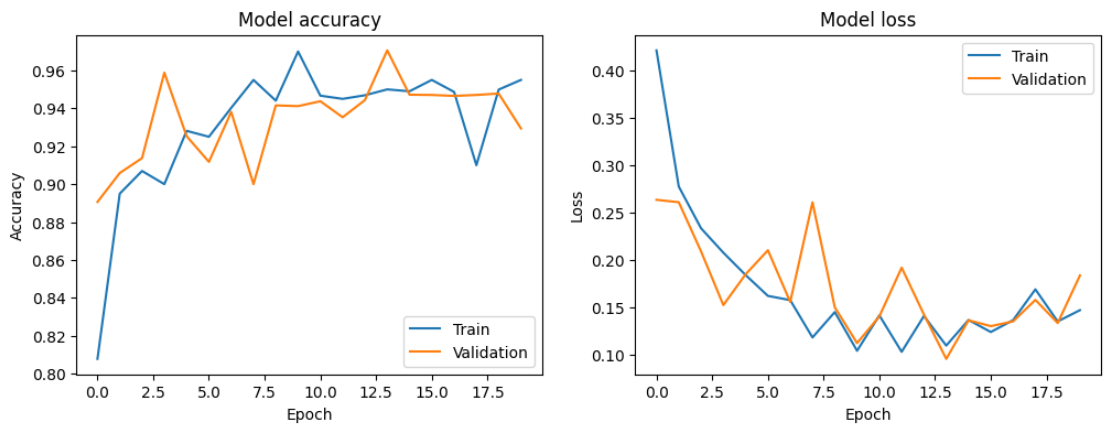 Model accuracy
Accuracy
0.96
0.94
0.92
0.90
0.88
0.86
0.84
0.82
0.80
Train
Validation
0.0 2.5 5.0 7.5 10.0 12.5 15.0 17.5
Epoch
Model loss
Loss
0.40
0.35
0.30
0.25
0.20
0.15
0.10
Train
Validation
0.0 2.5 5.0 7.5 10.0 12.5 15.0 17.5
Epoch